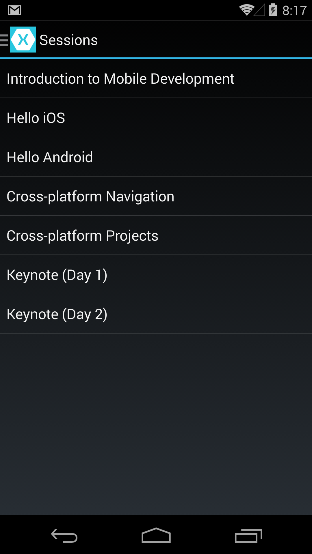 8:17
Sessions
Introduction to Mobile Development
Hello iOS
Hello Android
Cross-platform Navigation
Cross-platform Projects
Keynote (Day 1)
Keynote (Day 2)